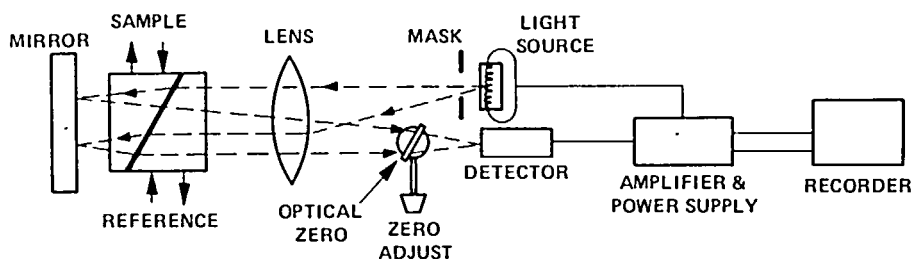 SAMPLE
MIRROR
LENS
MASK
LIGHT
SOURCE
REFERENCE
OPTICAL
ZERO
ZERO
ADJUST
DETECTOR
AMPLIFIER &
POWER SUPPLY
RECORDER